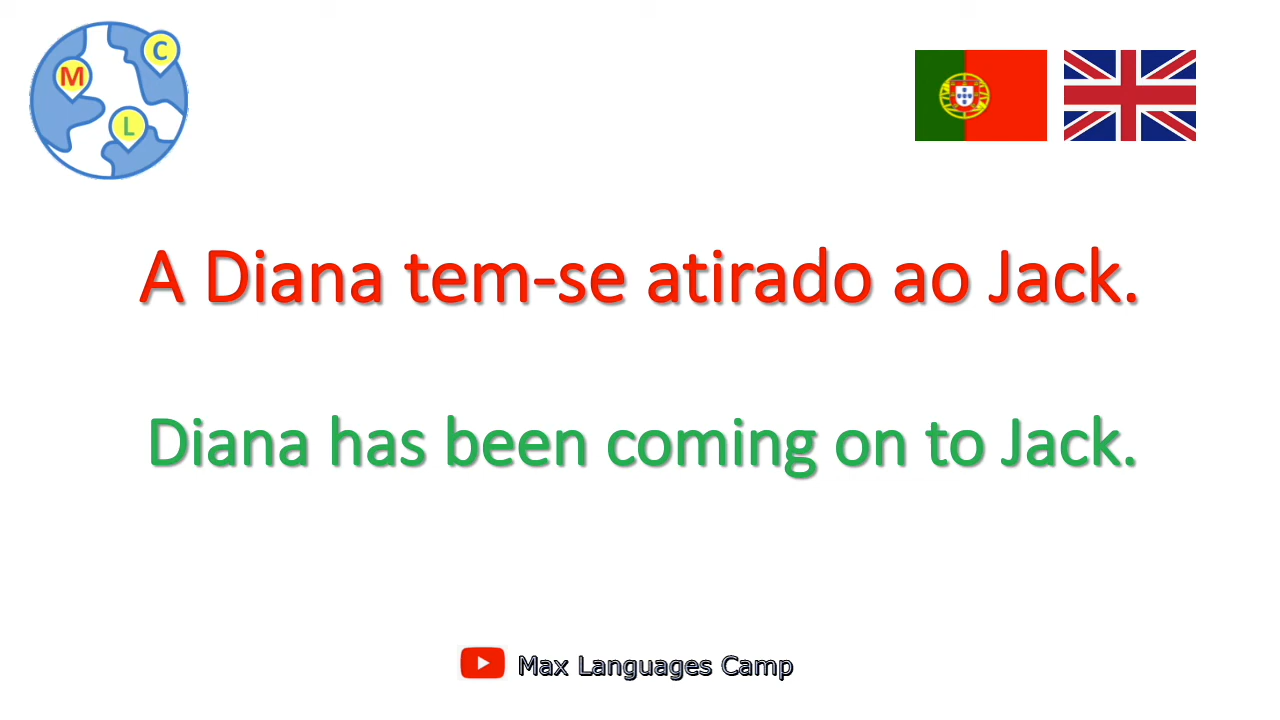 M
C
L
A Diana tem-se atirado ao Jack.
Diana has been coming on to Jack.
Max Languages Camp